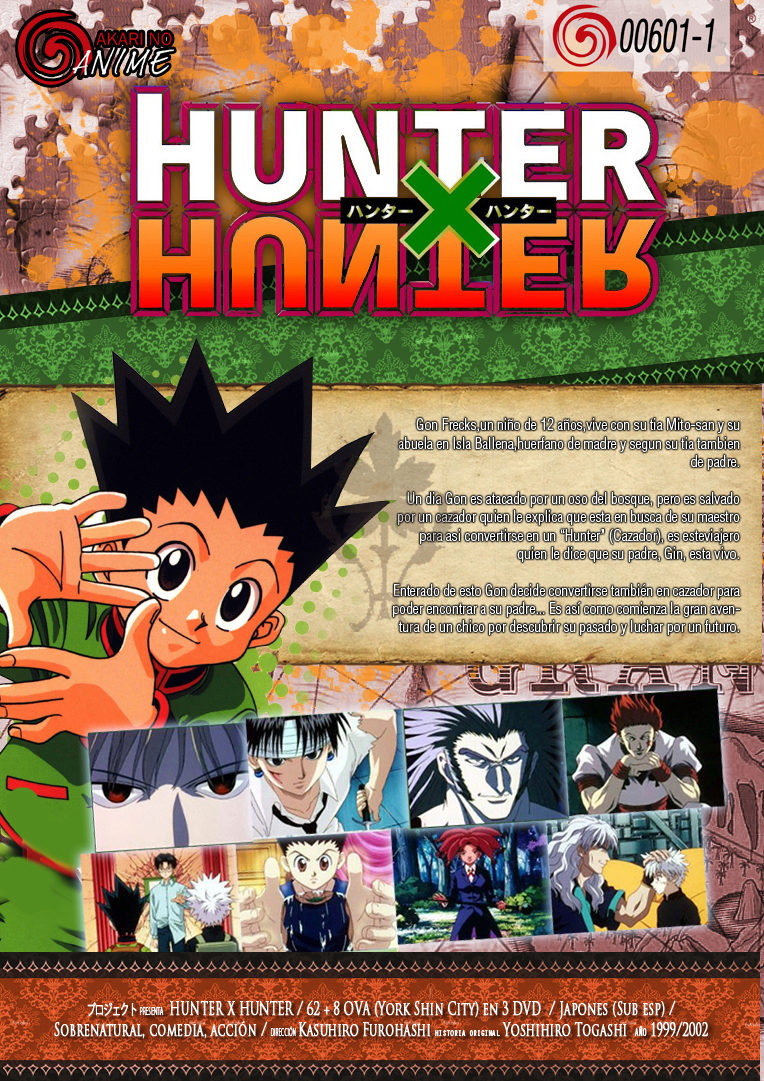 AKARI NO
ANIME
00601-1
HUNTER
ハンター X ハンター
HUNTER
Gon Frecks,un niño de 12 años,vive con su tia Mito-san y su
abuela en Isla Ballena,huerfano de madre y segun su tia tambien
de padre.
Un dia Gon es atacado por un oso del bosque, pero es salvado
por un cazador quien le explica que esta en busca de su maestro
para así convertirse en un "Hunter" (Cazador), es esteviajero
quien le dice que su padre, Gin, esta vivo.
Enterado de esto Gon decide convertirse también en cazador para
poder encontrar a su padre... Es así como comienza la gran aven-
tura de un chico por descubrir su pasado y luchar por un futuro.
GRAN
プロジェクト PRESENTA HUNTER X HUNTER / 62 + 8 OVA (YORK SHIN CITY) EN 3 DVD / JAPONES (SUB ESP) /
SOBRENATURAL, COMEDIA, ACCIÓN / DIRECCIÓN KASUHIRO FUROHASHI HISTORIA ORIGINAL YOSHIHIRO TOGASHI AÑO 1999/2002